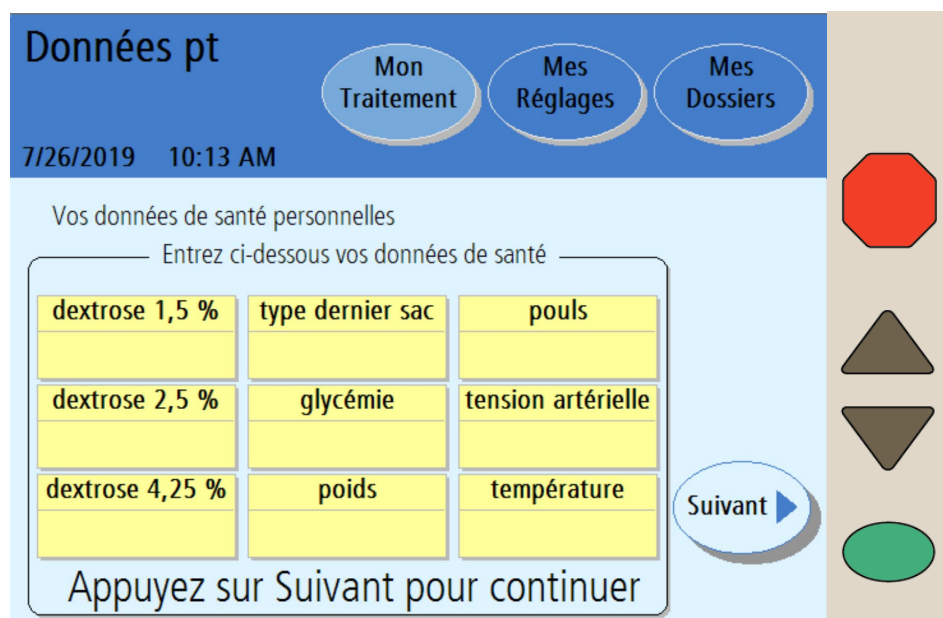 Données pt
Mon
Traitement
Mes
Réglages
Mes
Dossiers
7/26/2019 10:13 AM
Vos données de santé personnelles
Entrez ci-dessous vos données de santé
dextrose 1,5 %
type dernier sac
pouls
dextrose 2,5 %
glycémie
tension artérielle
dextrose 4,25 %
poids
température
Suivant
Appuyez sur Suivant pour continuer